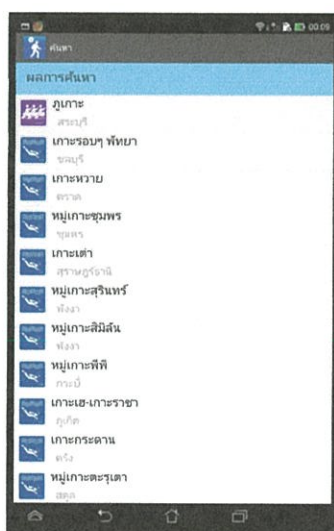 00:09
ค้นหา
ผลการค้นหา
ภูเกาะ
สระบุรี
เกาะรอบๆ พัทยา
ชลบุรี
เกาะหวาย
ตราด
หมู่เกาะชุมพร
ชุมพร
เกาะเต่า
สุราษฎร์ธานี
หมู่เกาะสุรินทร์
พังงา
หมู่เกาะสิมิลัน
พังงา
หมู่เกาะพีพี
กระบี่
เกาะเฮ-เกาะราชา
ภูเก็ต
เกาะกระดาน
ตรัง
หมู่เกาะตะรุเตา
สตูล